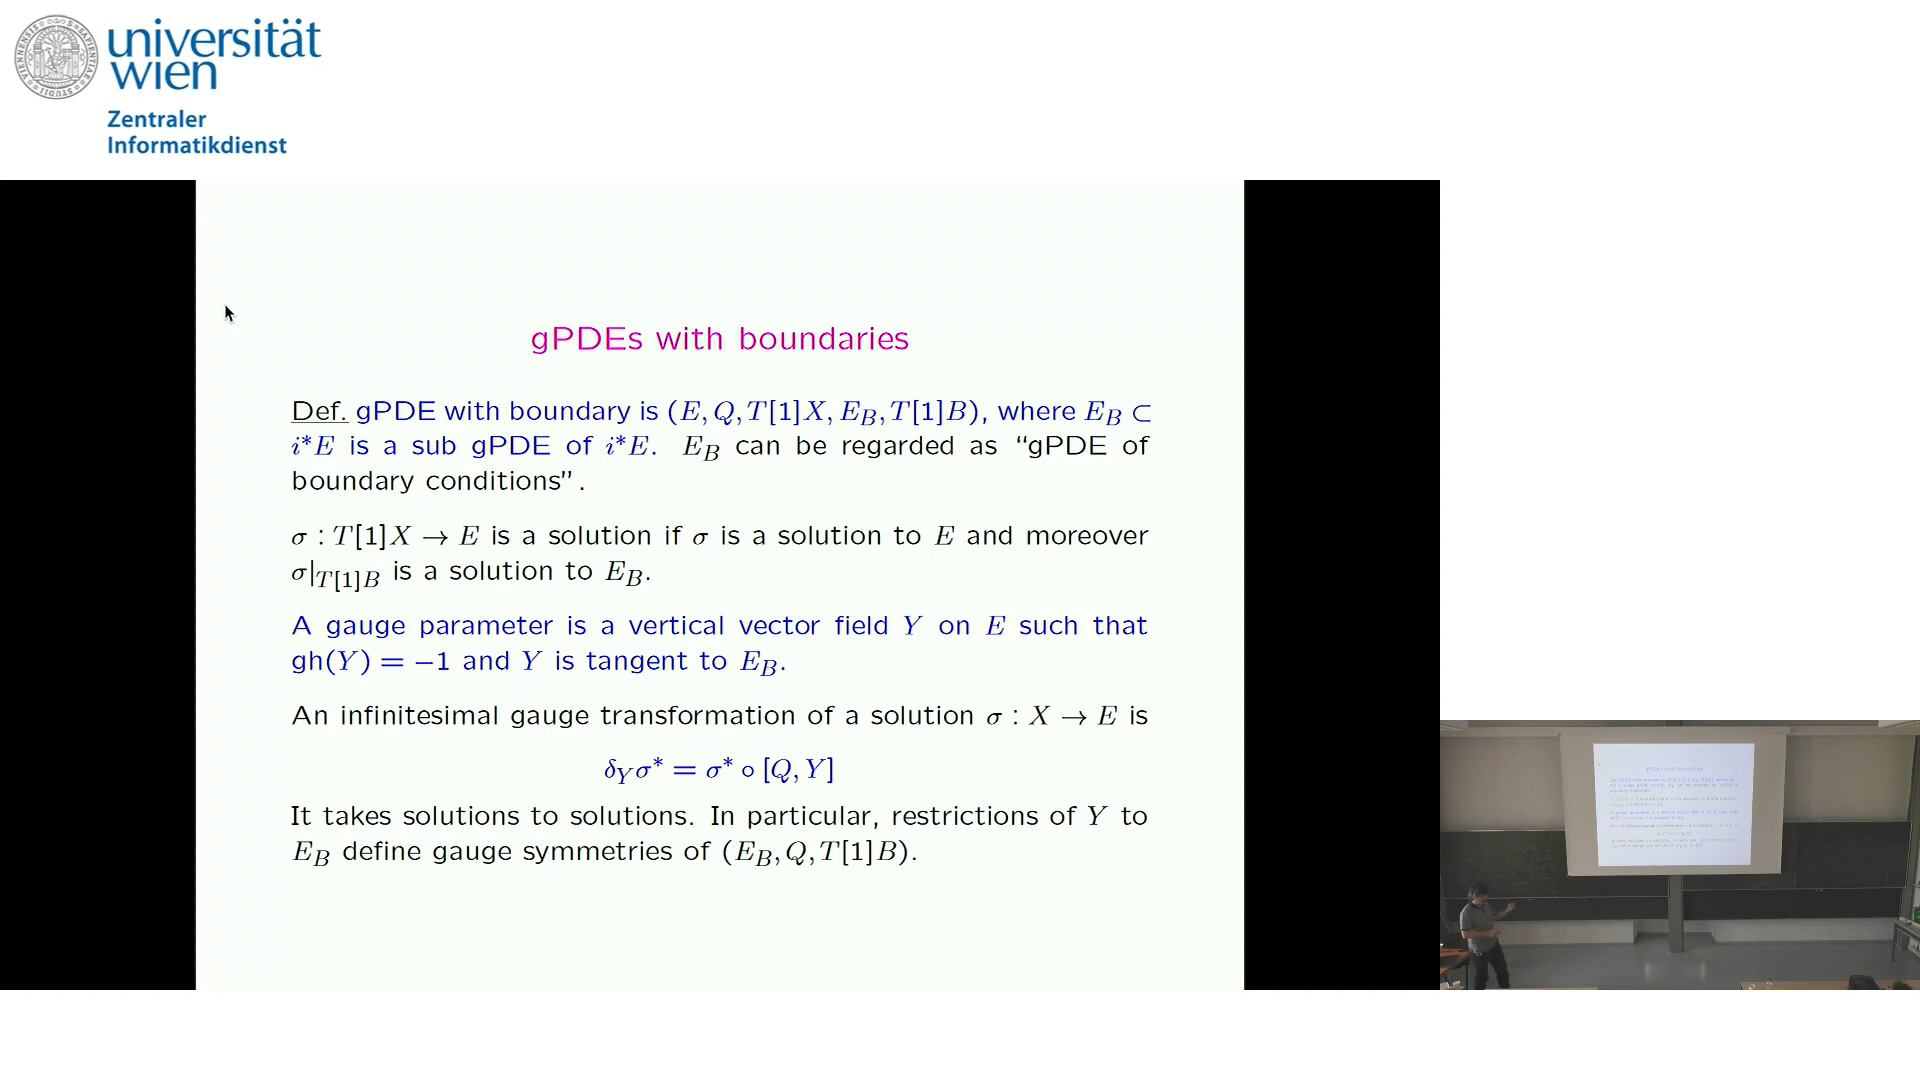 universität
wien
Zentraler
Informatikdienst
gPDEs with boundaries
Def. gPDE with boundary is (E, Q, T[1]X, E_B, T[1]B), where E_B ⊂
i*E is a sub gPDE of i*E. E_B can be regarded as “gPDE of
boundary conditions”.
σ : T[1]X → E is a solution if σ is a solution to E and moreover
σ|_{T[1]B} is a solution to E_B.
A gauge parameter is a vertical vector field Y on E such that
gh(Y) = −1 and Y is tangent to E_B.
An infinitesimal gauge transformation of a solution σ : X → E is
δ_Yσ* = σ* ∘ [Q, Y]
It takes solutions to solutions. In particular, restrictions of Y to
E_B define gauge symmetries of (E_B, Q, T[1]B).